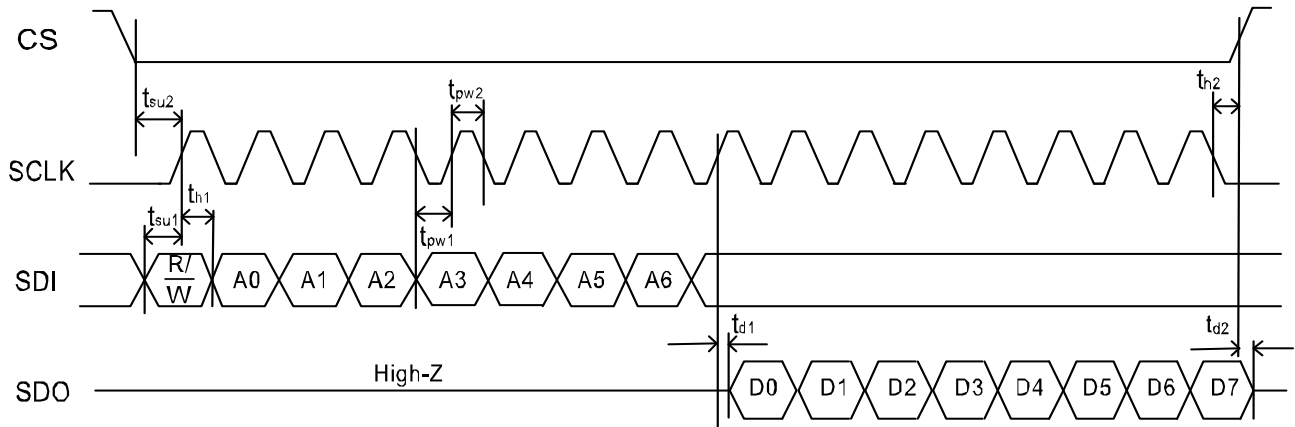 CS
tsu2
tpw2
th2
SCLK
tsu1
th1
tpw1
SDI
R/
W
A0
A1
A2
A3
A4
A5
A6
td1
td2
High-Z
SDO
D0
D1
D2
D3
D4
D5
D6
D7